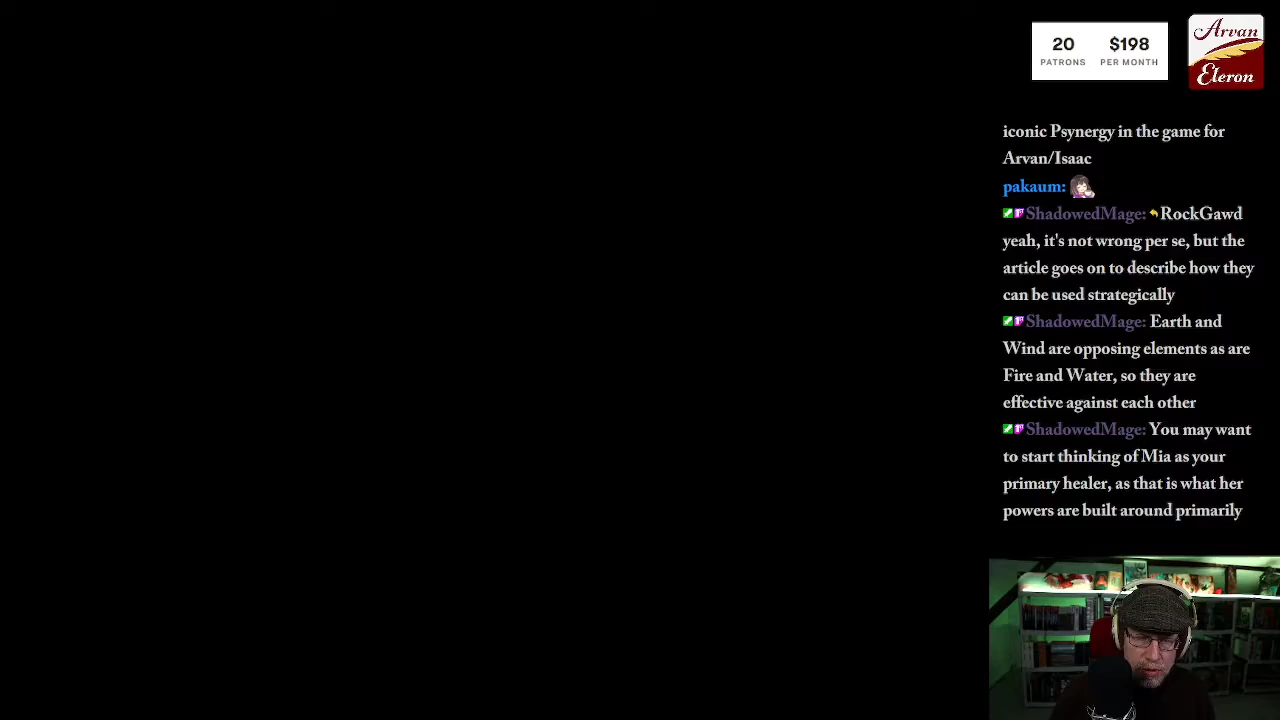 20 $198
PATRONS PER MONTH
Arvan
Eleron
iconic Psynergy in the game for
Arvan/Isaac
pakaum:
ShadowedMage: RockGawd
yeah, it's not wrong per se, but the
article goes on to describe how they
can be used strategically
ShadowedMage: Earth and
Wind are opposing elements as are
Fire and Water, so they are
effective against each other
ShadowedMage: You may want
to start thinking of Mia as your
primary healer, as that is what her
powers are built around primarily